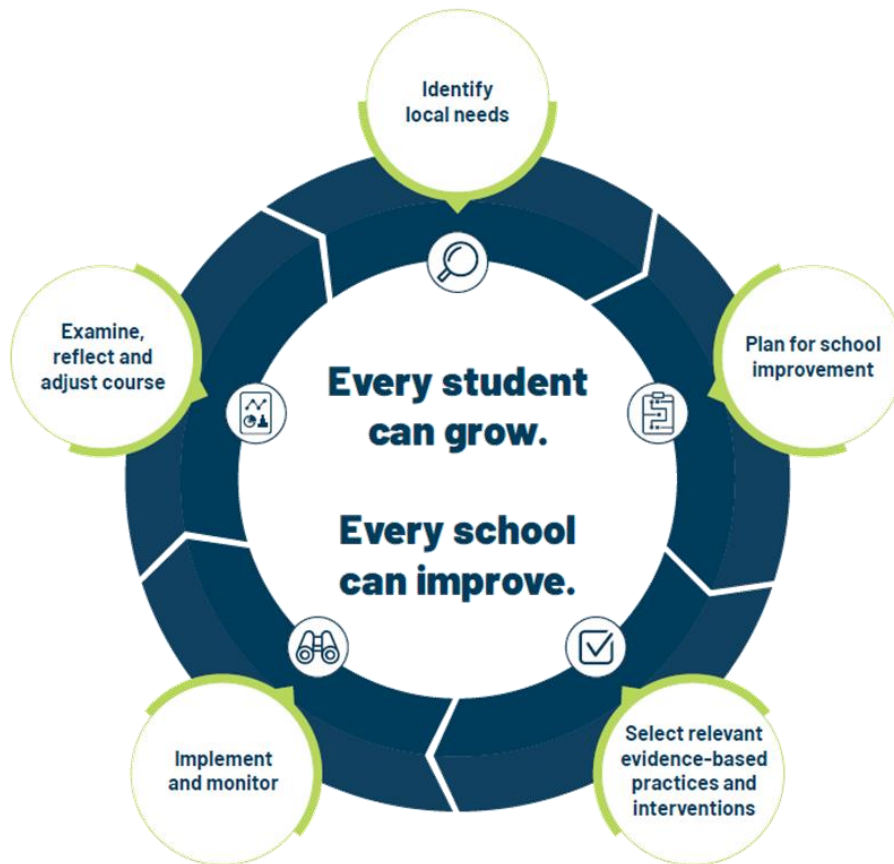 Identify
local needs
Plan for school
improvement
Select relevant
evidence-based
practices and
interventions
Implement
and monitor
Examine,
reflect and
adjust course
Every student
can grow.
Every school
can improve.